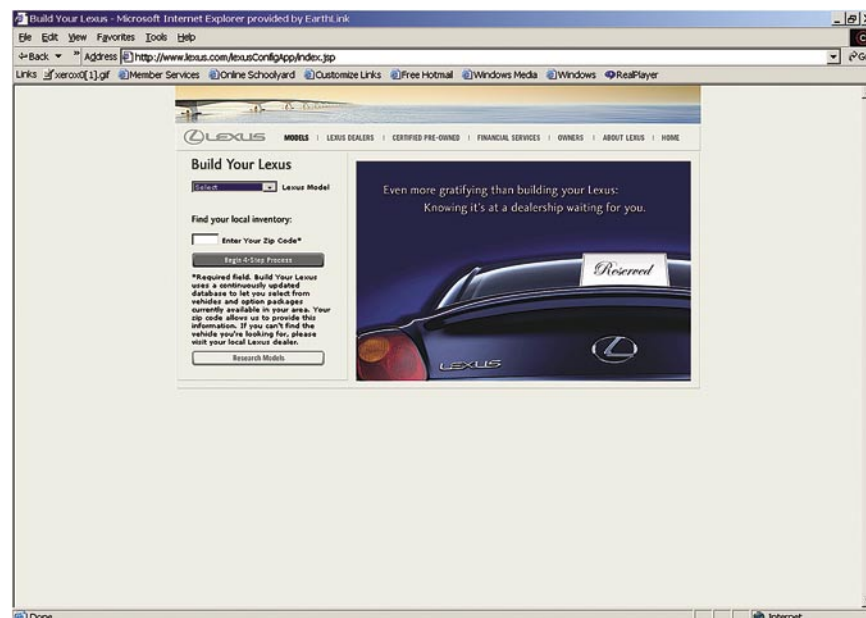 Build Your Lexus - Microsoft Internet Explorer provided by EarthLink
File Edit View Favorites Tools Help
Back » Address http://www.lexus.com/lexusConfigApp/index.jsp
Links xerox0[1].gif Member Services Online Schoolyard Customize Links Free Hotmail Windows Media Windows RealPlayer
LEXUS MODELS | LEXUS DEALERS | CERTIFIED PRE-OWNED | FINANCIAL SERVICES | OWNERS | ABOUT LEXUS | HOME
Build Your Lexus
Select Lexus Model
Find your local inventory:
Enter Your Zip Code*
Begin 4-Step Process
*Required field. Build Your Lexus
uses a continuously updated
database to let you select from
vehicles and option packages
currently available in your area. Your
zip code allows us to provide this
information. If you can't find the
vehicle you're looking for, please
visit your local Lexus dealer.
Research Models
Even more gratifying than building your Lexus:
Knowing it's at a dealership waiting for you.
Reserved
LEXUS
Done Internet